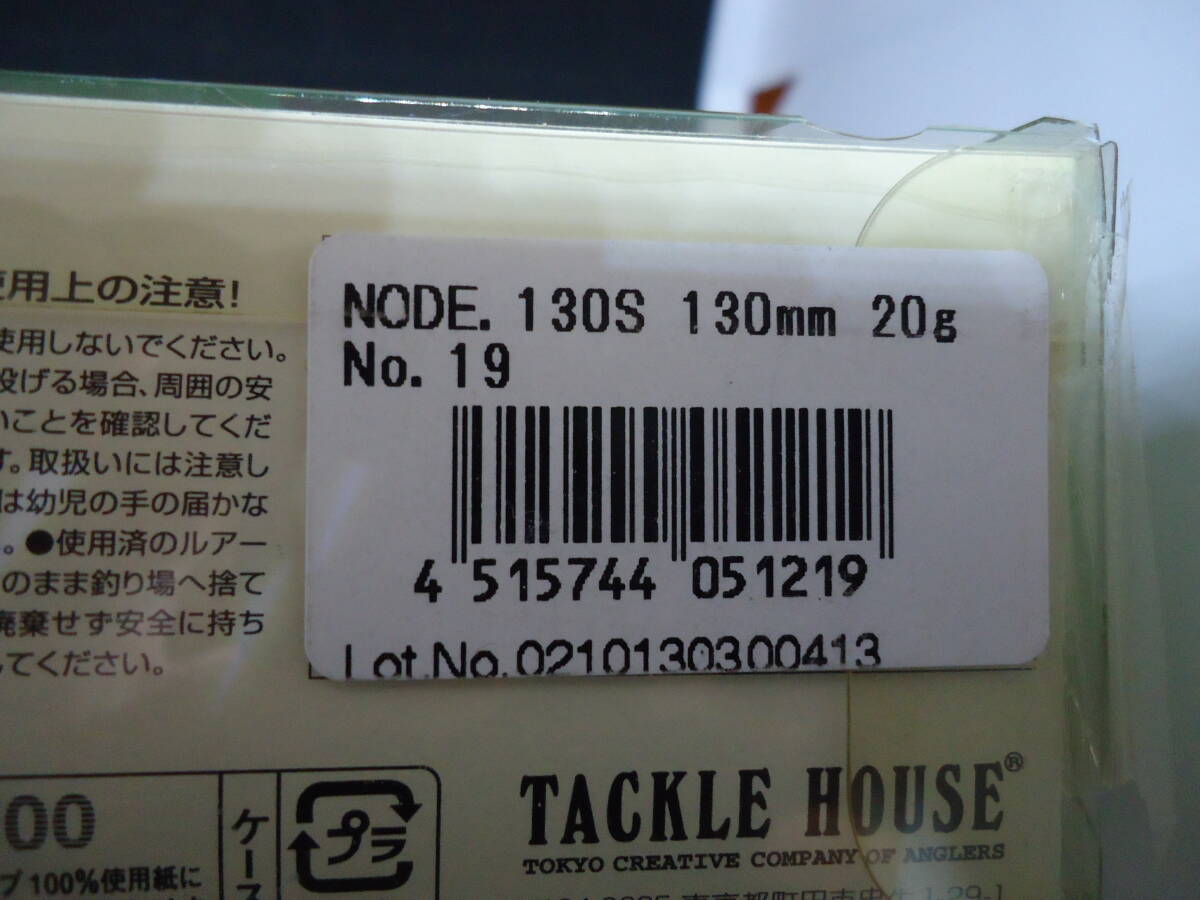 使用上の注意!
使用しないでください。
投げる場合、周囲の安
いことを確認してくだ
す。取扱いには注意し
は幼児の手の届かな
。●使用済のルアー
のまま釣り場へ捨て
廃棄せず安全に持ち
してください。
NODE. 130S 130mm 20g
No. 19
4 515744 051219
Lot.No.0210130300413
00
ケース
プラ
プ100%使用紙に
TACKLE HOUSE®
TOKYO CREATIVE COMPANY OF ANGLERS